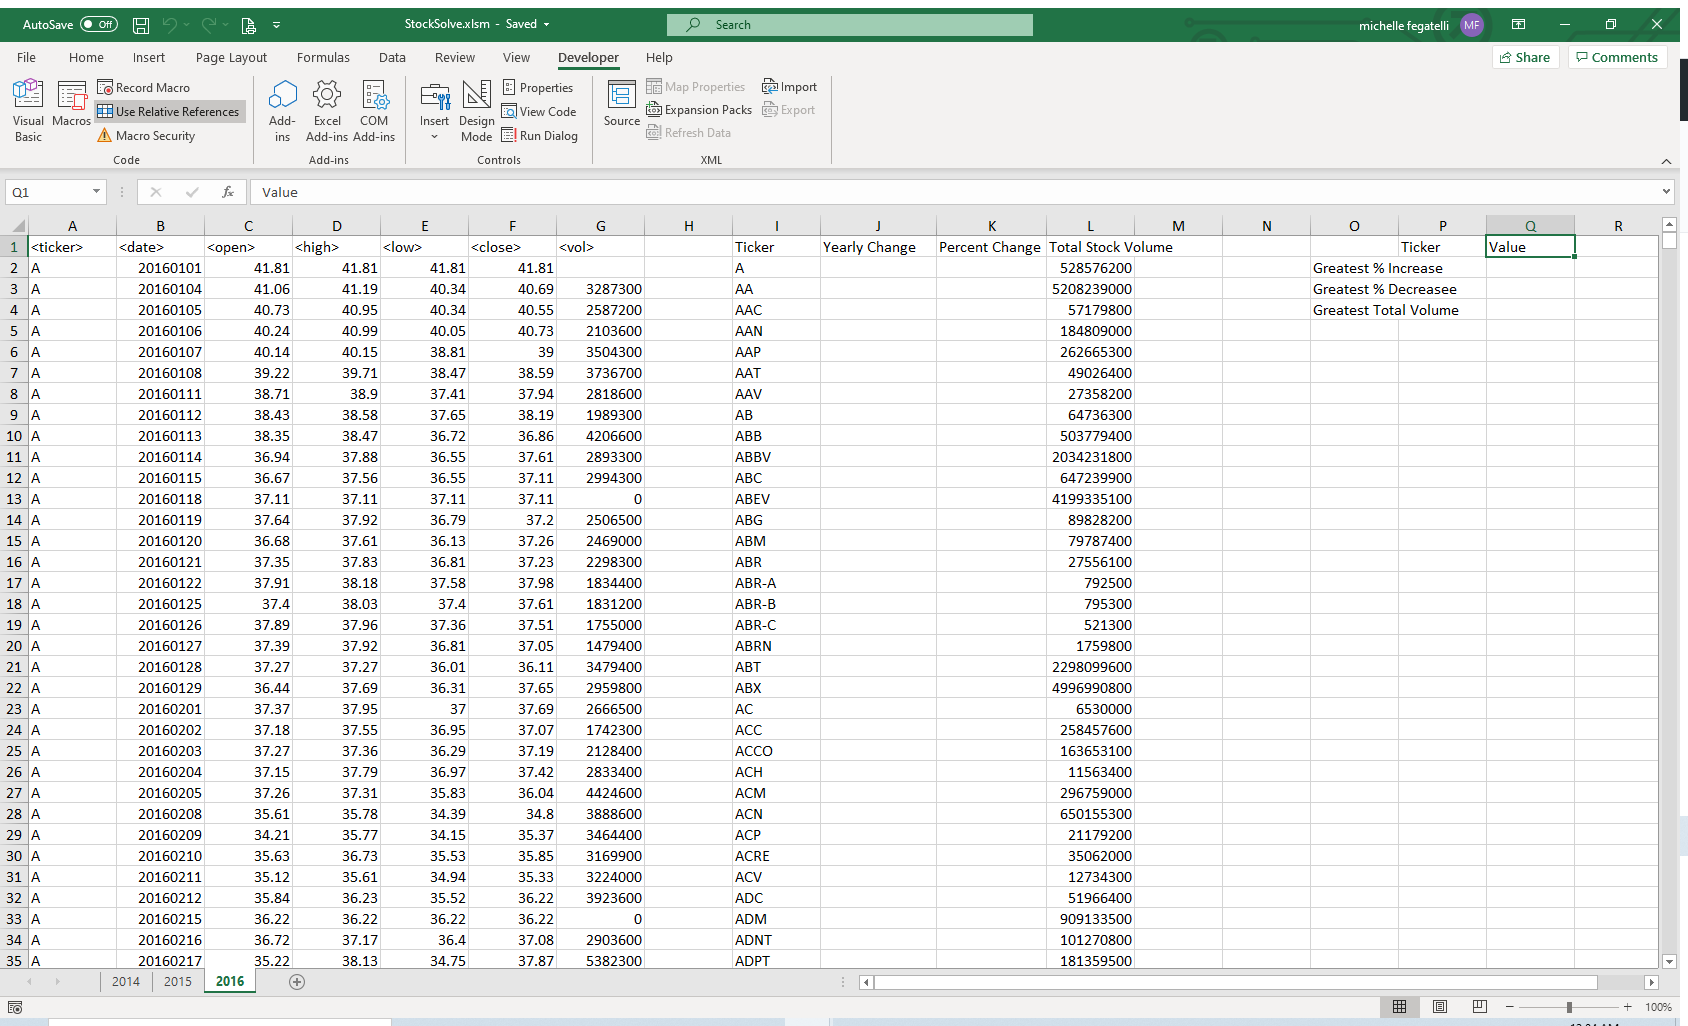 AutoSave Off StockSolve.xlsm - Saved Search michelle fegatelli MF
File Home Insert Page Layout Formulas Data Review View Developer Help Share Comments
Visual Basic Macros Record Macro Use Relative References Macro Security Add-ins Excel Add-ins COM Add-ins Insert Design Mode Properties View Code Run Dialog Source Map Properties Expansion Packs Refresh Data Import Export
Code Add-ins Controls XML
Q1 fx Value
A B C D E F G H I J K L M N O P Q R
1 <ticker> <date> <open> <high> <low> <close> <vol> Ticker Yearly Change Percent Change Total Stock Volume Ticker Value
2 A 20160101 41.81 41.81 41.81 41.81 A 528576200 Greatest % Increase
3 A 20160104 41.06 41.19 40.34 40.69 3287300 AA 5208239000 Greatest % Decreasee
4 A 20160105 40.73 40.95 40.34 40.55 2587200 AAC 57179800 Greatest Total Volume
5 A 20160106 40.24 40.99 40.05 40.73 2103600 AAN 184809000
6 A 20160107 40.14 40.15 38.81 39 3504300 AAP 262665300
7 A 20160108 39.22 39.71 38.47 38.59 3736700 AAT 49026400
8 A 20160111 38.71 38.9 37.41 37.94 2818600 AAV 27358200
9 A 20160112 38.43 38.58 37.65 38.19 1989300 AB 64736300
10 A 20160113 38.35 38.47 36.72 36.86 4206600 ABB 503779400
11 A 20160114 36.94 37.88 36.55 37.61 2893300 ABBV 2034231800
12 A 20160115 36.67 37.56 36.55 37.11 2994300 ABC 647239900
13 A 20160118 37.11 37.11 37.11 37.11 0 ABEV 4199335100
14 A 20160119 37.64 37.92 36.79 37.2 2506500 ABG 89828200
15 A 20160120 36.68 37.61 36.13 37.26 2469000 ABM 79787400
16 A 20160121 37.35 37.83 36.81 37.23 2298300 ABR 27556100
17 A 20160122 37.91 38.18 37.58 37.98 1834400 ABR-A 792500
18 A 20160125 37.4 38.03 37.4 37.61 1831200 ABR-B 795300
19 A 20160126 37.89 37.96 37.36 37.51 1755000 ABR-C 521300
20 A 20160127 37.39 37.92 36.81 37.05 1479400 ABRN 1759800
21 A 20160128 37.27 37.27 36.01 36.11 3479400 ABT 2298099600
22 A 20160129 36.44 37.69 36.31 37.65 2959800 ABX 4996990800
23 A 20160201 37.37 37.95 37 37.69 2666500 AC 6530000
24 A 20160202 37.18 37.55 36.95 37.07 1742300 ACC 258457600
25 A 20160203 37.27 37.36 36.29 37.19 2128400 ACCO 163653100
26 A 20160204 37.15 37.79 36.97 37.42 2833400 ACH 11563400
27 A 20160205 37.26 37.31 35.83 36.04 4424600 ACM 296759000
28 A 20160208 35.61 35.78 34.39 34.8 3888600 ACN 650155300
29 A 20160209 34.21 35.77 34.15 35.37 3464400 ACP 21179200
30 A 20160210 35.63 36.73 35.53 35.85 3169900 ACRE 35062000
31 A 20160211 35.12 35.61 34.94 35.33 3224000 ACV 12734300
32 A 20160212 35.84 36.23 35.52 36.22 3923600 ADC 51966400
33 A 20160215 36.22 36.22 36.22 36.22 0 ADM 909133500
34 A 20160216 36.72 37.17 36.4 37.08 2903600 ADNT 101270800
35 A 20160217 35.22 38.13 34.75 37.87 5382300 ADPT 181359500
2014 2015 2016
100%